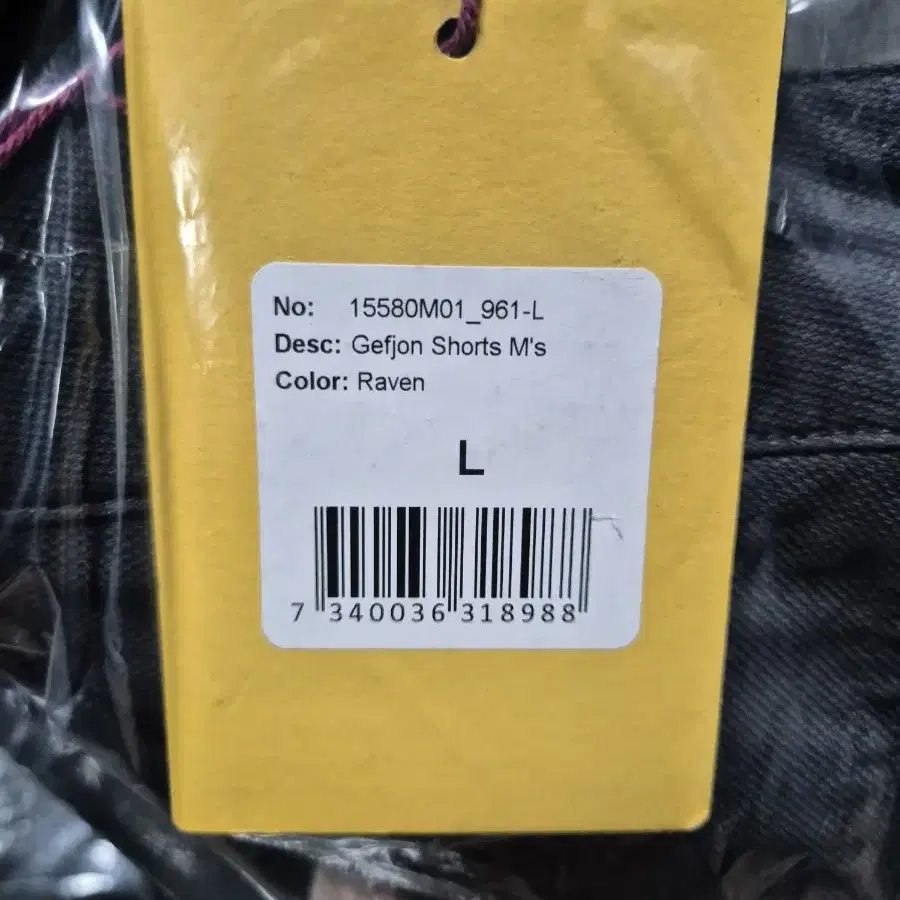 No: 15580M01_961-L
Desc: Gefjon Shorts M's
Color: Raven
L
7 340036 318988